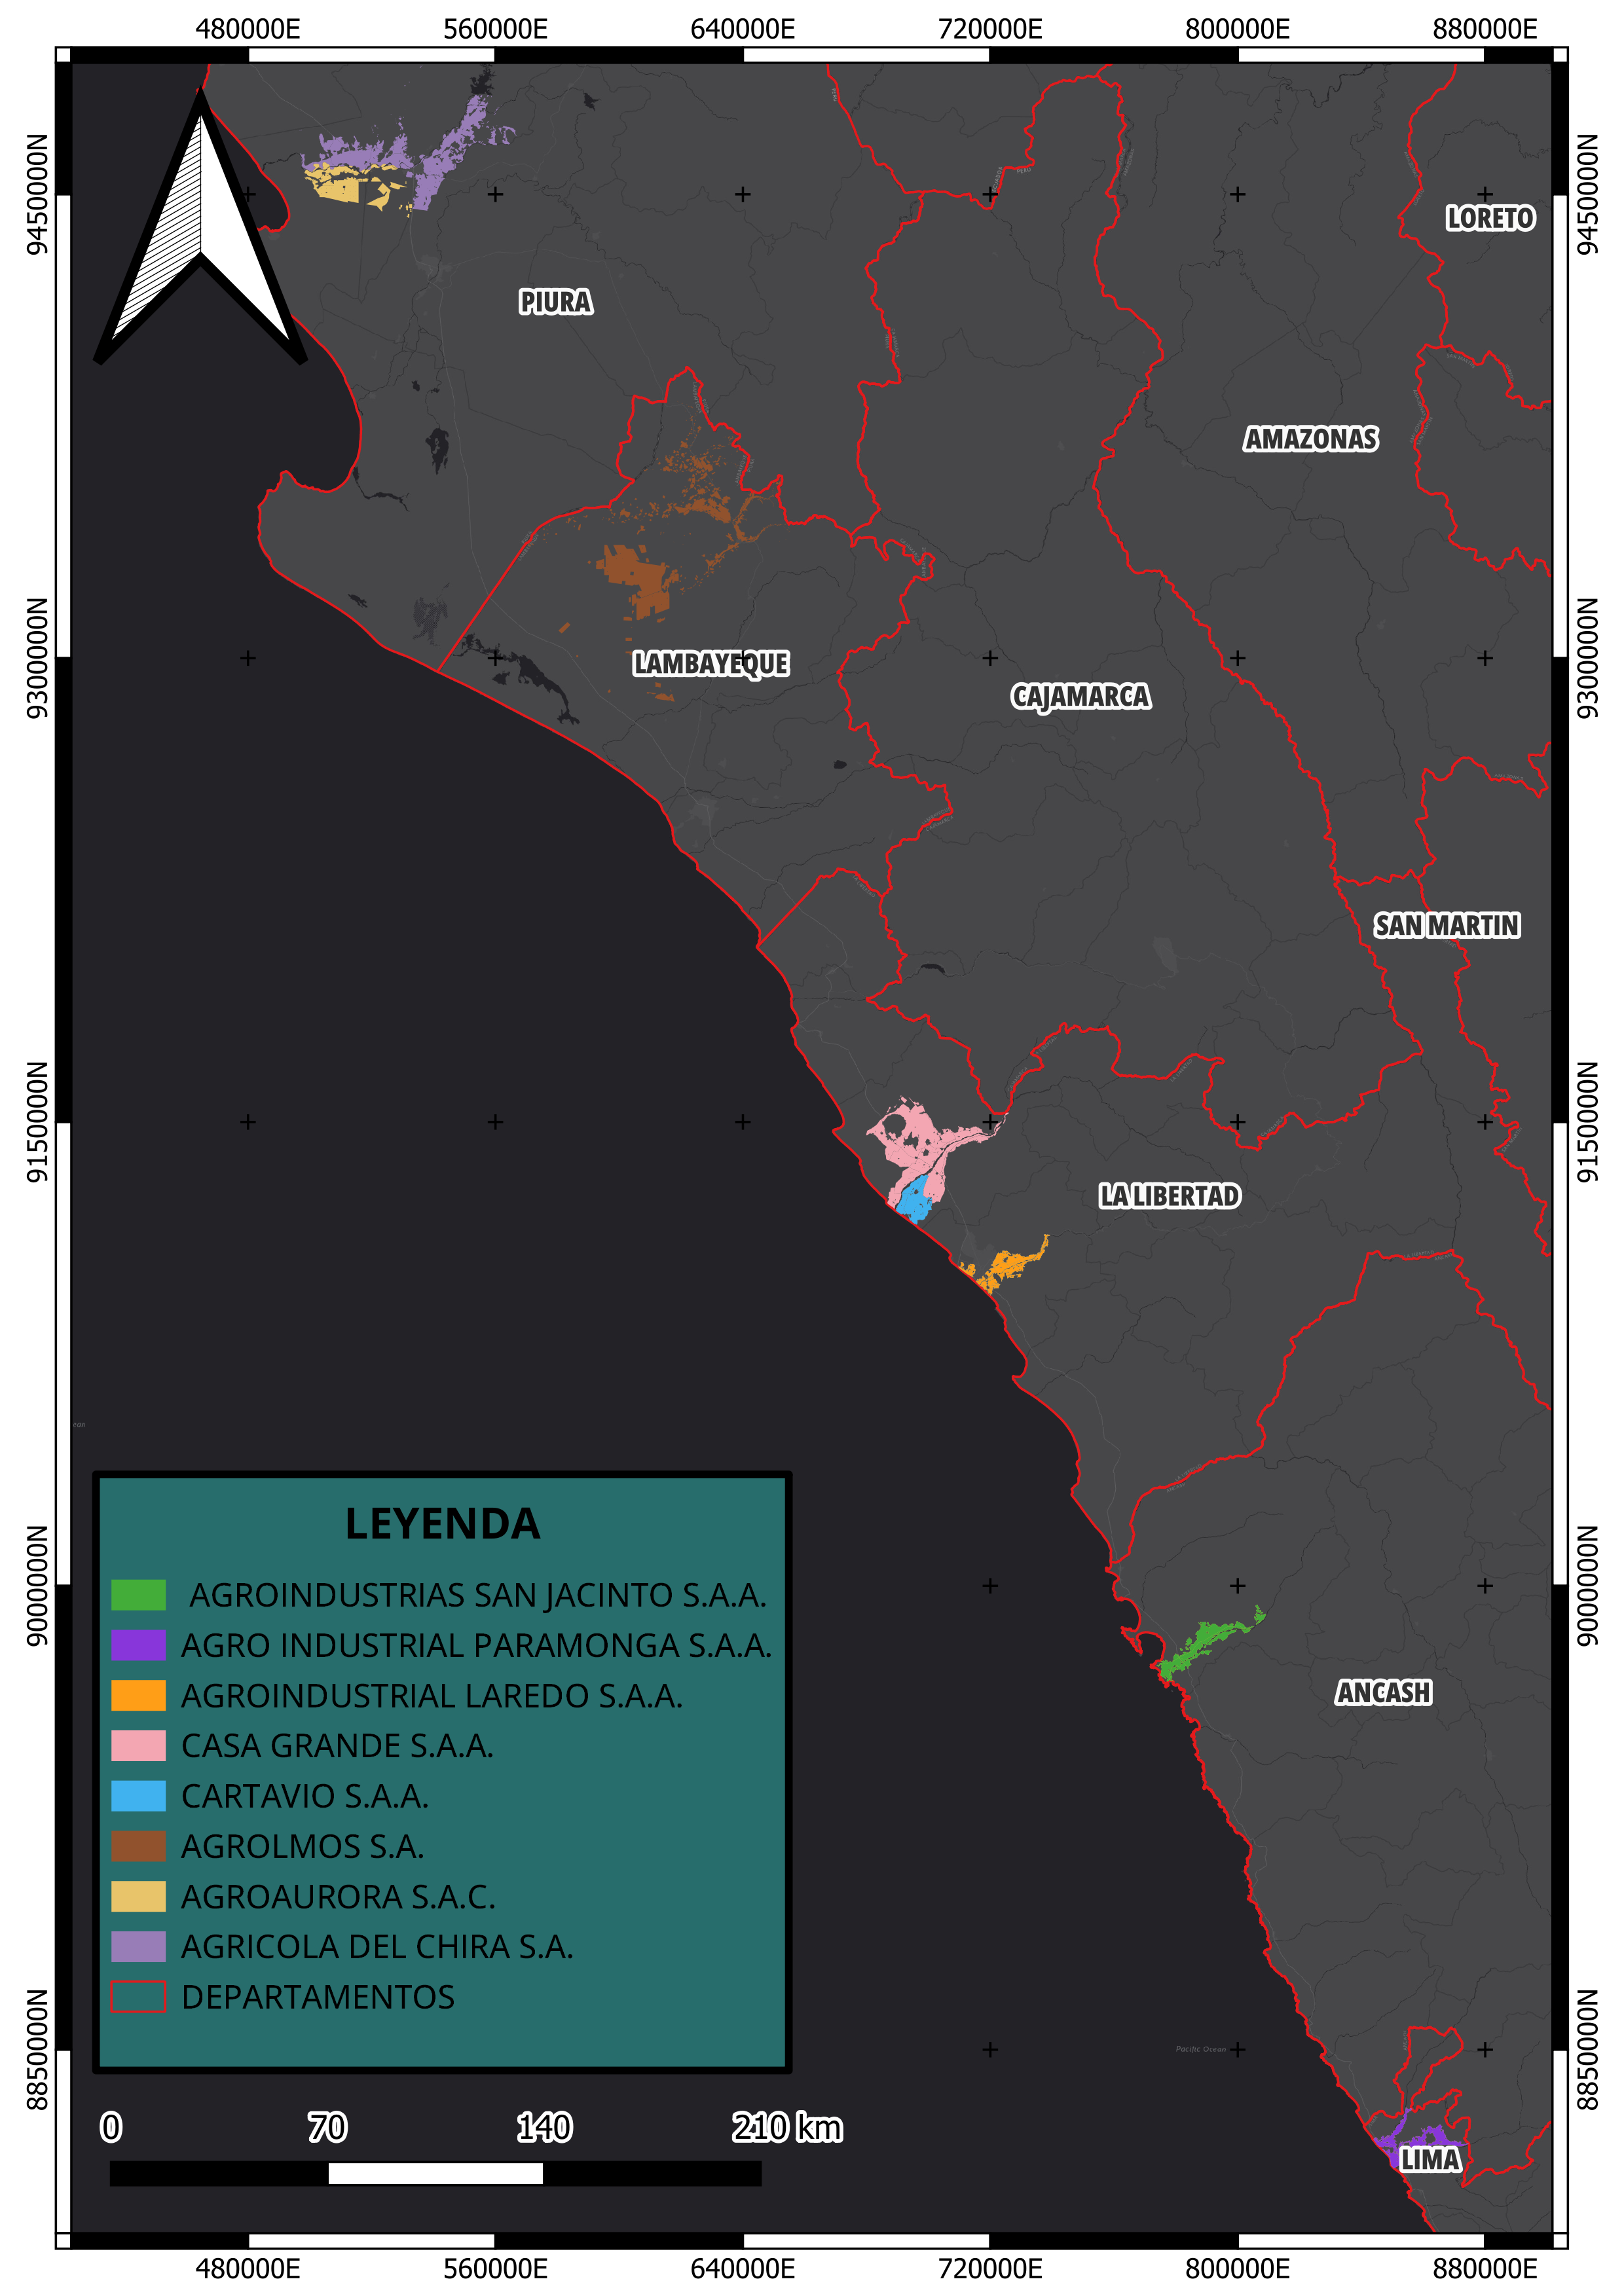 480000E 560000E 640000E 720000E 800000E 880000E
9450000N 9450000N
LORETO
PIURA
AMAZONAS
9300000N 9300000N
LAMBAYEQUE
CAJAMARCA
SAN MARTIN
9150000N 9150000N
LA LIBERTAD
LEYENDA
AGROINDUSTRIAS SAN JACINTO S.A.A.
AGRO INDUSTRIAL PARAMONGA S.A.A.
AGROINDUSTRIAL LAREDO S.A.A.
CASA GRANDE S.A.A.
CARTAVIO S.A.A.
AGROLMOS S.A.
AGROAURORA S.A.C.
AGRICOLA DEL CHIRA S.A.
DEPARTAMENTOS
9000000N 9000000N
ANCASH
8850000N 8850000N
Pacific Ocean
0 70 140 210 km
LIMA
480000E 560000E 640000E 720000E 800000E 880000E